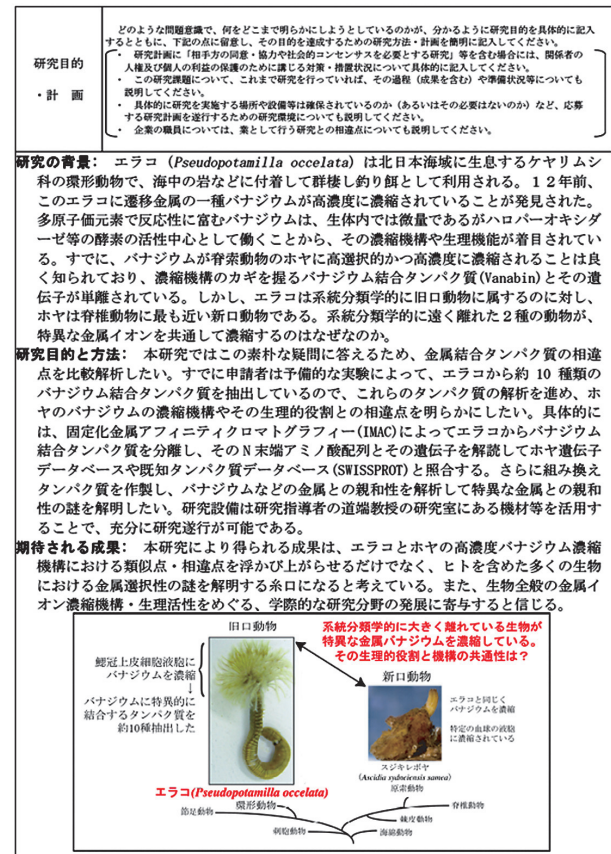 研究目的
・計　画
どのような問題意識で、何をどこまで明らかにしようとしているのかが、分かるように研究目的を具体的に記入
するとともに、下記の点に留意し、その目的を達成するための研究方法・計画を簡明に記入してください。
・　研究計画に「相手方の同意・協力や社会的コンセンサスを必要とする研究」等を含む場合には、関係者の
人権及び個人の利益の保護のために講じる対策・措置状況について具体的に記入してください。
・　この研究課題について、これまで研究を行っていれば、その過程（成果を含む）や準備状況等についても
説明してください。
・　具体的に研究を実施する場所や設備等は確保されているのか（あるいはその必要はないのか）など、応募
する研究計画を遂行するための研究環境についても説明してください。
・　企業の職員については、業として行う研究との相違点についても説明してください。
研究の背景：　エラコ (Pseudopotamilla occelata) は北日本海域に生息するケヤリムシ
科の環形動物で、海中の岩などに付着して群棲し釣り餌として利用される。１２年前、
このエラコに遷移金属の一種バナジウムが高濃度に濃縮されていることが発見された。
多原子価元素で反応性に富むバナジウムは、生体内では微量であるがハロパーオキシダ
ーゼ等の酵素の活性中心として働くことから、その濃縮機構や生理機能が着目されてい
る。すでに、バナジウムが脊索動物のホヤに高選択的かつ高濃度に濃縮されることは良
く知られており、濃縮機構のカギを握るバナジウム結合タンパク質(Vanabin)とその遺
伝子が単離されている。しかし、エラコは系統分類学的に旧口動物に属するのに対し、
ホヤは脊椎動物に最も近い新口動物である。系統分類学的に遠く離れた２種の動物が、
特異な金属イオンを共通して濃縮するのはなぜなのか。
研究目的と方法：　本研究ではこの素朴な疑問に答えるため、金属結合タンパク質の相違
点を比較解析したい。すでに申請者は予備的な実験によって、エラコから約 10 種類の
バナジウム結合タンパク質を抽出しているので、これらのタンパク質の解析を進め、ホ
ヤのバナジウムの濃縮機構やその生理的役割との相違点を明らかにしたい。具体的に
は、固定化金属アフィニティクロマトグラフィー(IMAC)によってエラコからバナジウム
結合タンパク質を分離し、その N 末端アミノ酸配列とその遺伝子を解読してホヤ遺伝子
データベースや既知タンパク質データベース(SWISSPROT)と照合する。さらに組み換え
タンパク質を作製し、バナジウムなどの金属との親和性を解析して特異な金属との親和
性の謎を解明したい。研究設備は研究指導者の道端教授の研究室にある機材等を活用す
ることで、充分に研究遂行が可能である。
期待される成果：　本研究により得られる成果は、エラコとホヤの高濃度バナジウム濃縮
機構における類似点・相違点を浮かび上がらせるだけでなく、ヒトを含めた多くの生物
における金属選択性の謎を解明する糸口になると考えている。また、生物全般の金属イ
オン濃縮機構・生理活性をめぐる、学際的な研究分野の発展に寄与すると信じる。
旧口動物
系統分類学的に大きく離れている生物が
特異な金属バナジウムを濃縮している。
その生理的役割と機構の共通性は？
鰓冠上皮細胞液胞に
バナジウムを濃縮
↓
バナジウムに特異的に
結合するタンパク質を
約10種抽出した
新口動物
エラコと同じく
バナジウムを濃縮
特定の血球の液胞
に濃縮されている
スジキレボヤ
(Ascidia sydneiensis samea)
原索動物
エラコ(Pseudopotamilla occelata)
環形動物
節足動物
脊椎動物
棘皮動物
刺胞動物
海綿動物